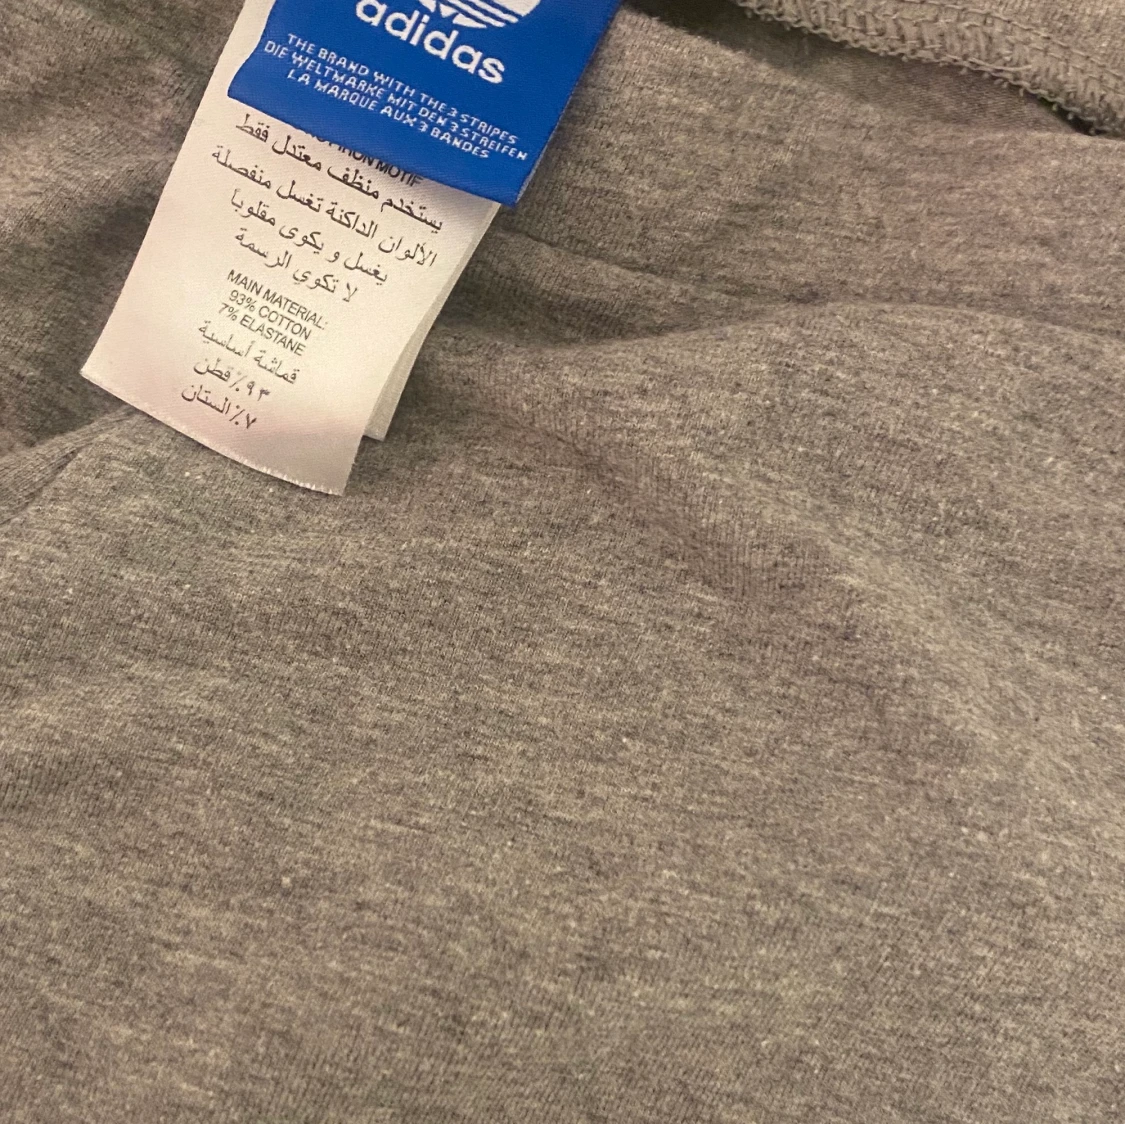 adidas
THE BRAND WITH THE 3 STRIPES
DIE WELTMARKE MIT DEN 3 STREIFEN
LA MARQUE AUX 3 BANDES
IRON MOTIF
يستخدم منظف معتدل فقط
الألوان الداكنة تغسل منفصلة
يغسل و يكوى مقلوباً
لا تكوي الرسمة
MAIN MATERIAL:
93% COTTON
7% ELASTANE
قماشة أساسية
٩٣٪ قطن
٧٪ الستان